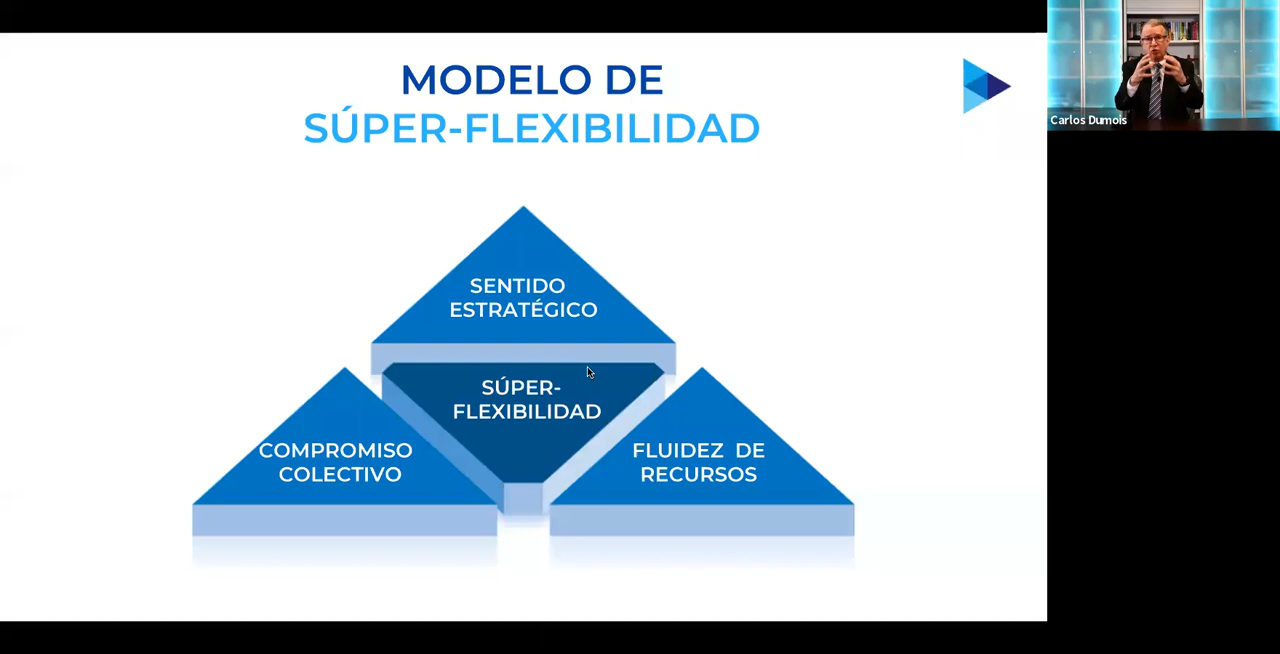 MODELO DE
SÚPER-FLEXIBILIDAD
Carlos Dumois
SENTIDO
ESTRATÉGICO
SÚPER-
FLEXIBILIDAD
COMPROMISO
COLECTIVO
FLUIDEZ DE
RECURSOS